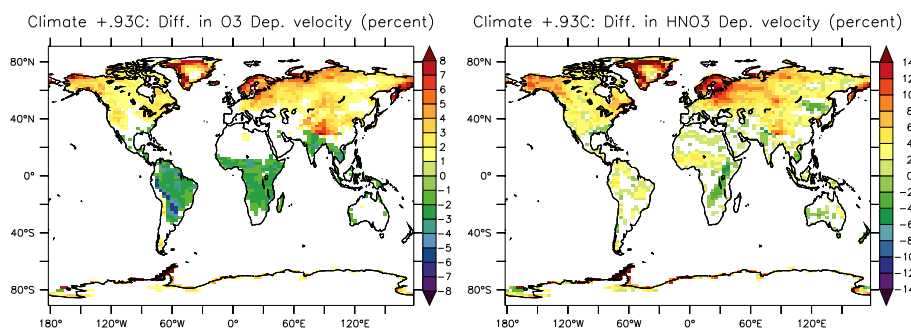 Climate +.93C: Diff. in O3 Dep. velocity (percent)
Climate +.93C: Diff. in HNO3 Dep. velocity (percent)
80°N
40°N
0°
40°S
80°S
180°
120°W
60°W
0°
60°E
120°E
8
7
6
5
4
3
2
1
0
−1
−2
−3
−4
−5
−6
−7
−8
80°N
40°N
0°
40°S
80°S
180°
120°W
60°W
0°
60°E
120°E
14
12
10
8
6
4
2
0
−2
−4
−6
−8
−10
−12
−14